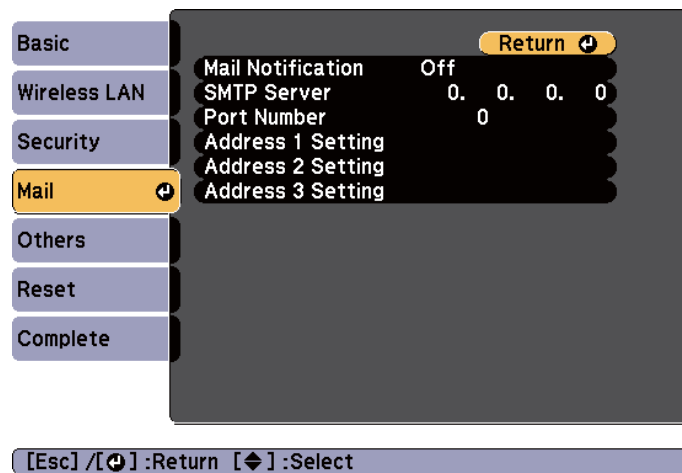 Basic
Wireless LAN
Security
Mail
Others
Reset
Complete
Return
Mail Notification Off
SMTP Server 0. 0. 0. 0
Port Number 0
Address 1 Setting
Address 2 Setting
Address 3 Setting
[Esc] /[⏎] :Return [◆] :Select